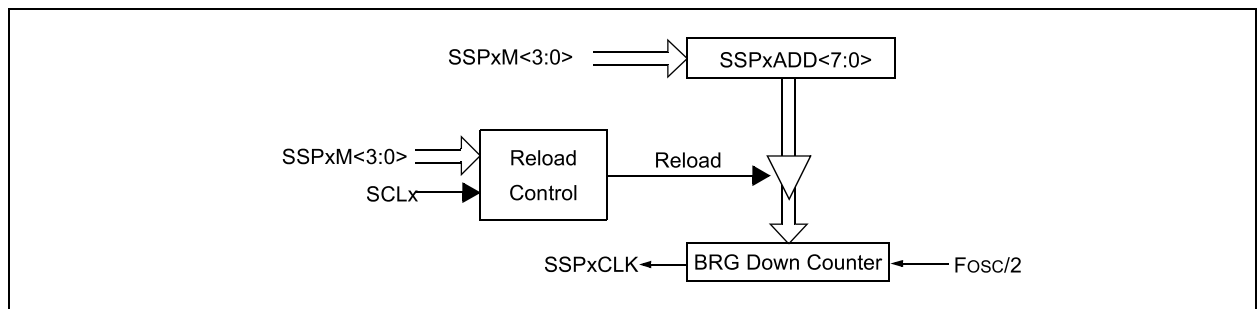 SSPxM<3:0>
SSPxADD<7:0>
SSPxM<3:0>
SCLx
Reload
Control
Reload
SSPxCLK
BRG Down Counter
FOSC/2